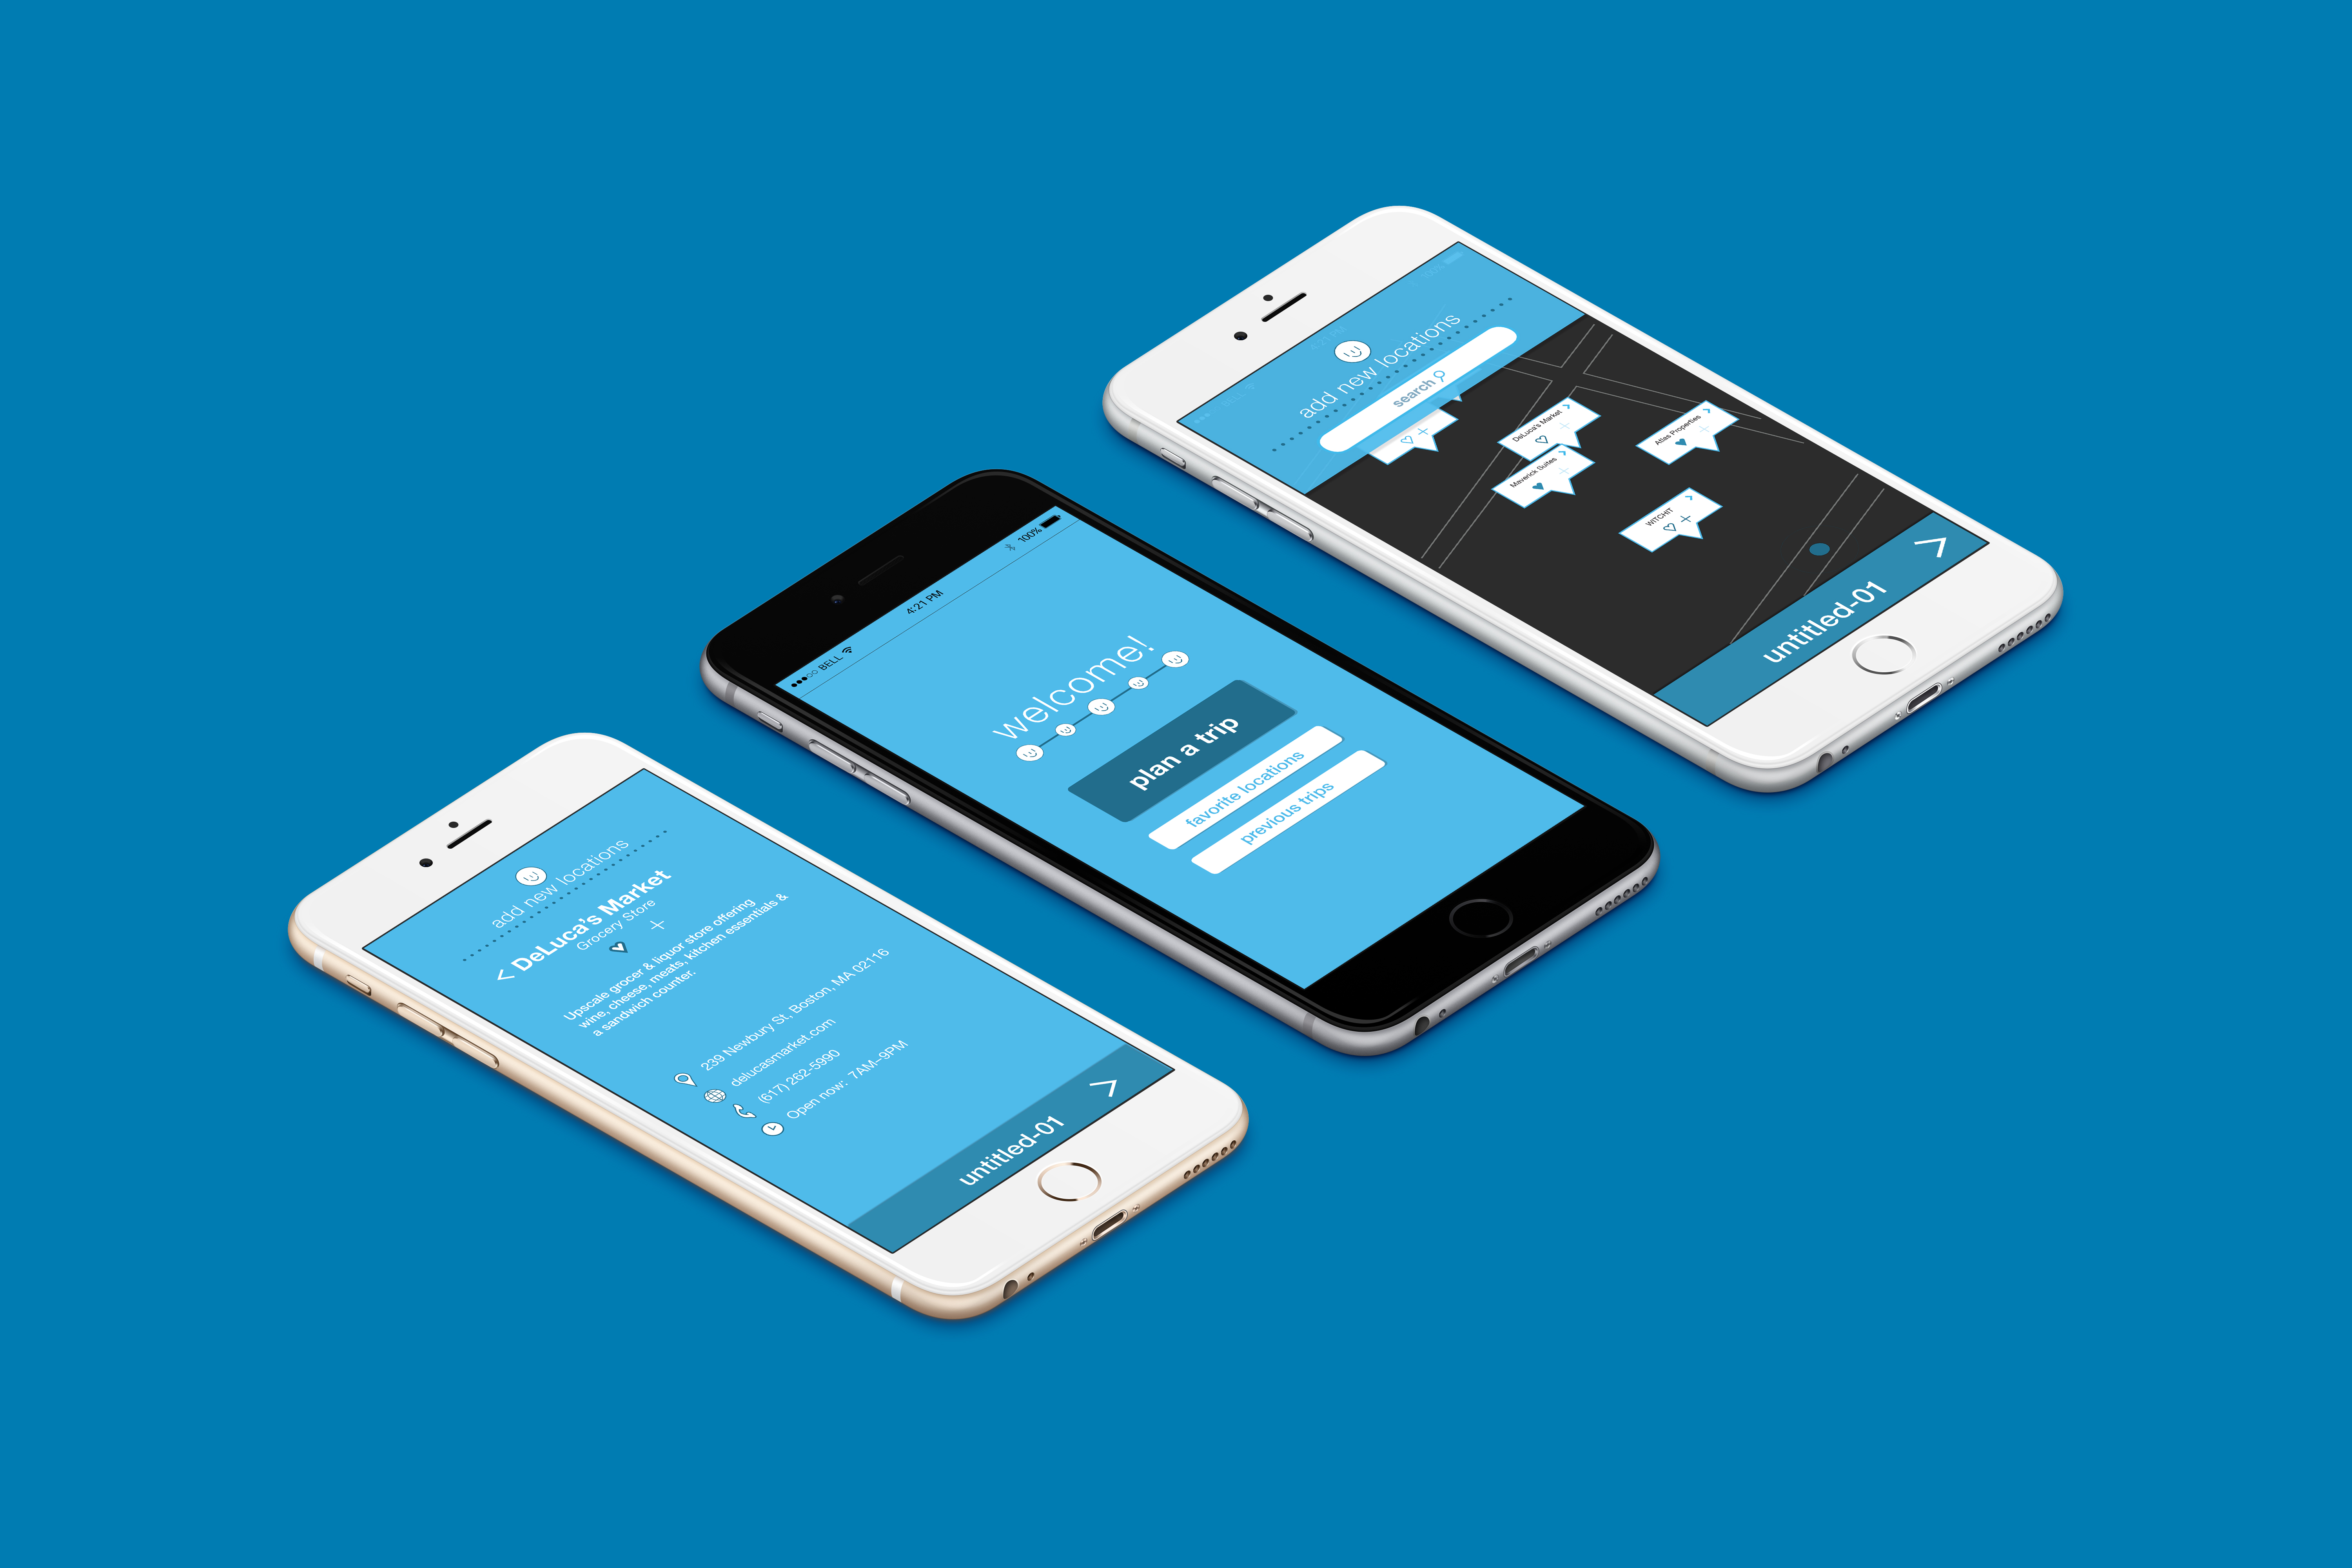 add new locations
< DeLuca's Market
Grocery Store
Upscale grocer & liquor store offering
wine, cheese, meats, kitchen essentials &
a sandwich counter.
239 Newbury St, Boston, MA 02116
delucasmarket.com
(617) 262-5990
Open now: 7AM–9PM
untitled-01
BELL
4:21 PM
100%
welcome!
plan a trip
favorite locations
previous trips
add new locations
search
DeLuca's Market
Maverick Suites
Atlas Properties
WITCHIT
untitled-01